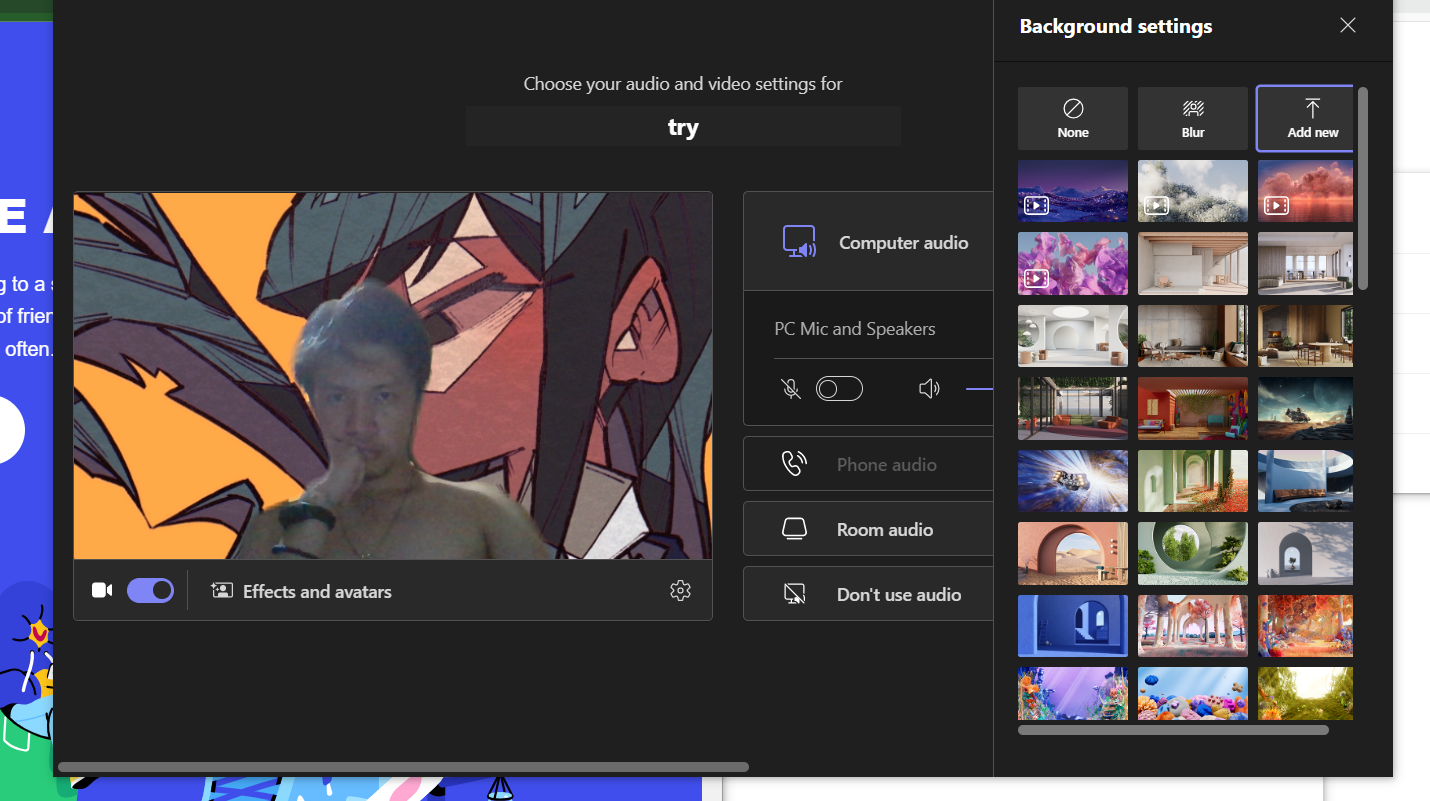 E A
g to a s
of frien
often.
Choose your audio and video settings for
try
Computer audio
PC Mic and Speakers
Phone audio
Room audio
Don't use audio
Effects and avatars
Background settings
None
Blur
Add new